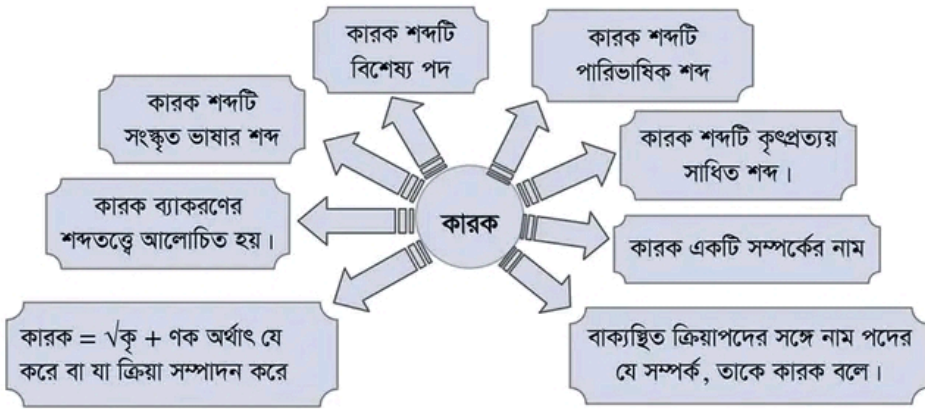 কারক শব্দটি
বিশেষ্য পদ
কারক শব্দটি
পারিভাষিক শব্দ
কারক শব্দটি
সংস্কৃত ভাষার শব্দ
কারক শব্দটি কৃৎপ্রত্যয়
সাধিত শব্দ।
কারক ব্যাকরণের
শব্দতত্ত্বে আলোচিত হয়।
কারক
কারক একটি সম্পর্কের নাম
কারক = √কৃ + ণক অর্থাৎ যে
করে বা যা ক্রিয়া সম্পাদন করে
বাক্যস্থিত ক্রিয়াপদের সঙ্গে নাম পদের
যে সম্পর্ক, তাকে কারক বলে।